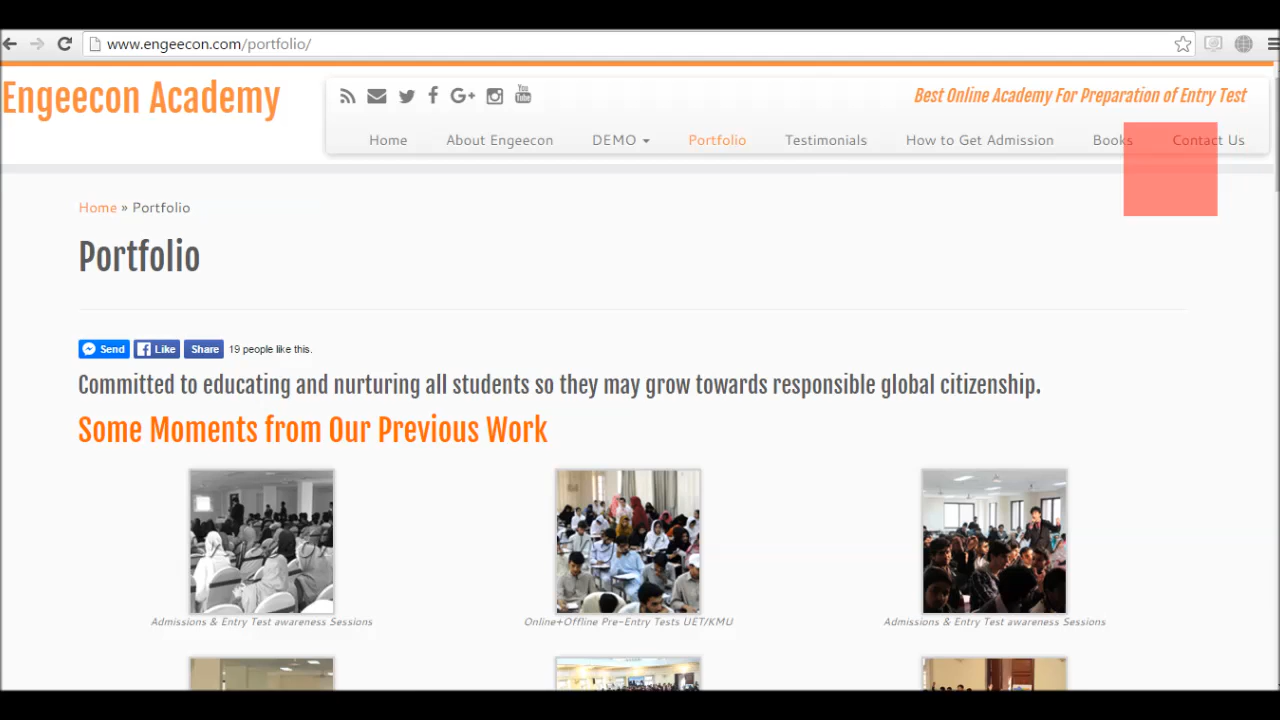 www.engeecon.com/portfolio/
Engeecon Academy
You Tube
Best Online Academy For Preparation of Entry Test
Home About Engeecon DEMO Portfolio Testimonials How to Get Admission Books Contact Us
Home » Portfolio
Portfolio
Send Like Share 19 people like this.
Committed to educating and nurturing all students so they may grow towards responsible global citizenship.
Some Moments from Our Previous Work
Admissions & Entry Test awareness Sessions
Online+Offline Pre-Entry Tests UET/KMU
Admissions & Entry Test awareness Sessions